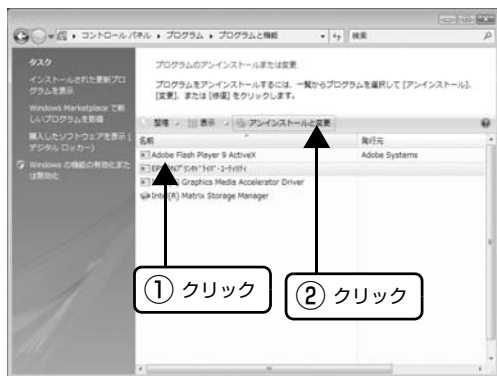 コントロール パネル ▸ プログラム ▸ プログラムと機能
検索
タスク
インストールされた更新プロ
グラムを表示
Windows Marketplace で新
しいプログラムを取得
購入したソフトウェアを表示 (
デジタル ロッカー)
Windows の機能の有効化また
は無効化
プログラムのアンインストールまたは変更
プログラムをアンインストールするには、一覧からプログラムを選択して [アンインストール]、
[変更]、または [修復] をクリックします。
整理 表示 アンインストールと変更
名前 発行元
Adobe Flash Player 9 ActiveX Adobe Systems
Graphics Media Accelerator Driver
Intel(R) Matrix Storage Manager
① クリック
② クリック